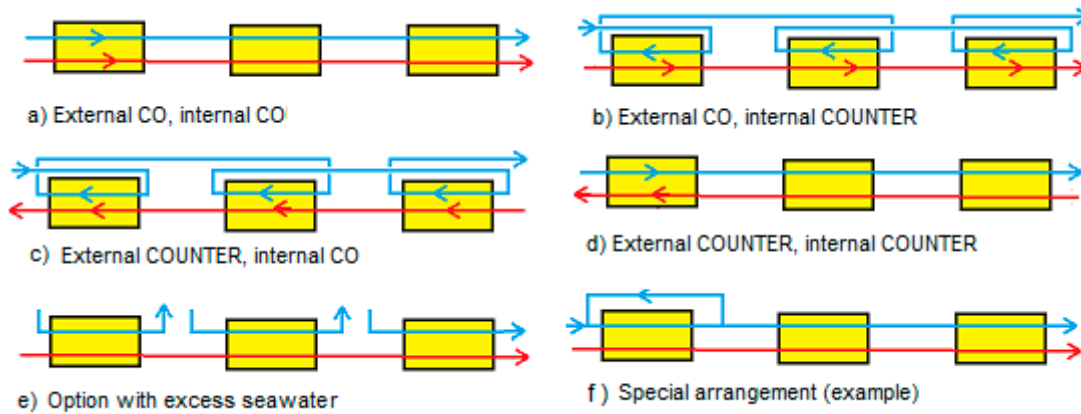 a) External CO, internal CO
b) External CO, internal COUNTER
c) External COUNTER, internal CO
d) External COUNTER, internal COUNTER
e) Option with excess seawater
f) Special arrangement (example)